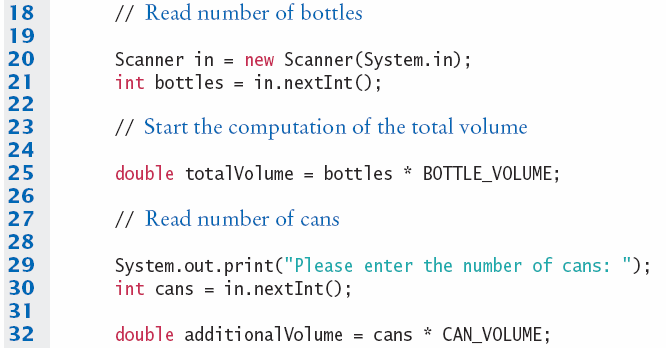 18 // Read number of bottles
19
20 Scanner in = new Scanner(System.in);
21 int bottles = in.nextInt();
22
23 // Start the computation of the total volume
24
25 double totalVolume = bottles * BOTTLE_VOLUME;
26
27 // Read number of cans
28
29 System.out.print("Please enter the number of cans: ");
30 int cans = in.nextInt();
31
32 double additionalVolume = cans * CAN_VOLUME;